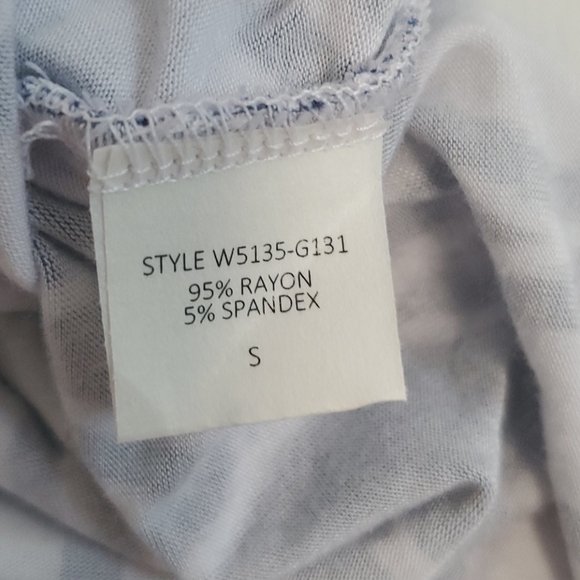 STYLE W5135-G131
95% RAYON
5% SPANDEX
S